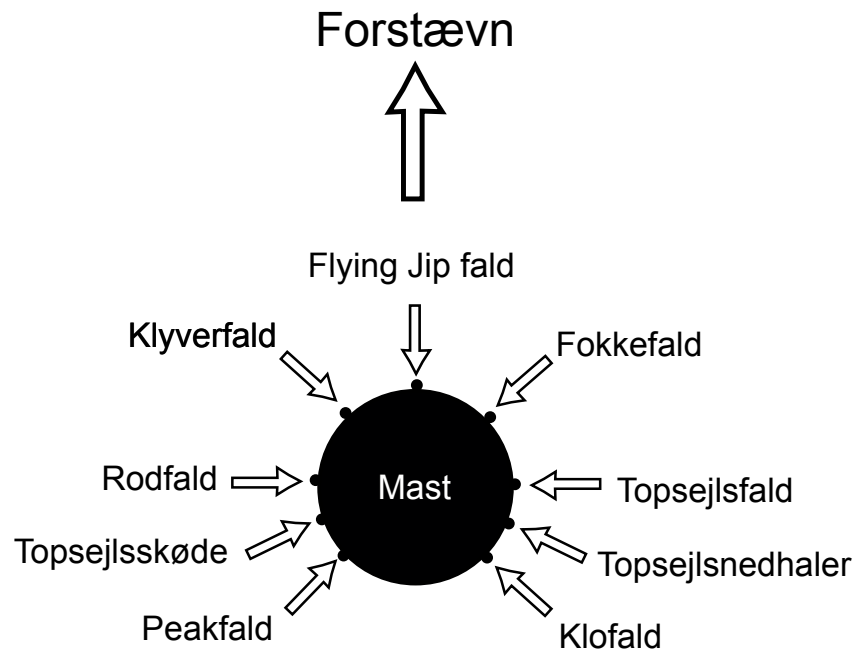 Forstævn
Flying Jip fald
Klyverfald
Fokkefald
Rodfald
Mast
Topsejlsfald
Topsejlsskøde
Topsejlsnedhaler
Peakfald
Klofald